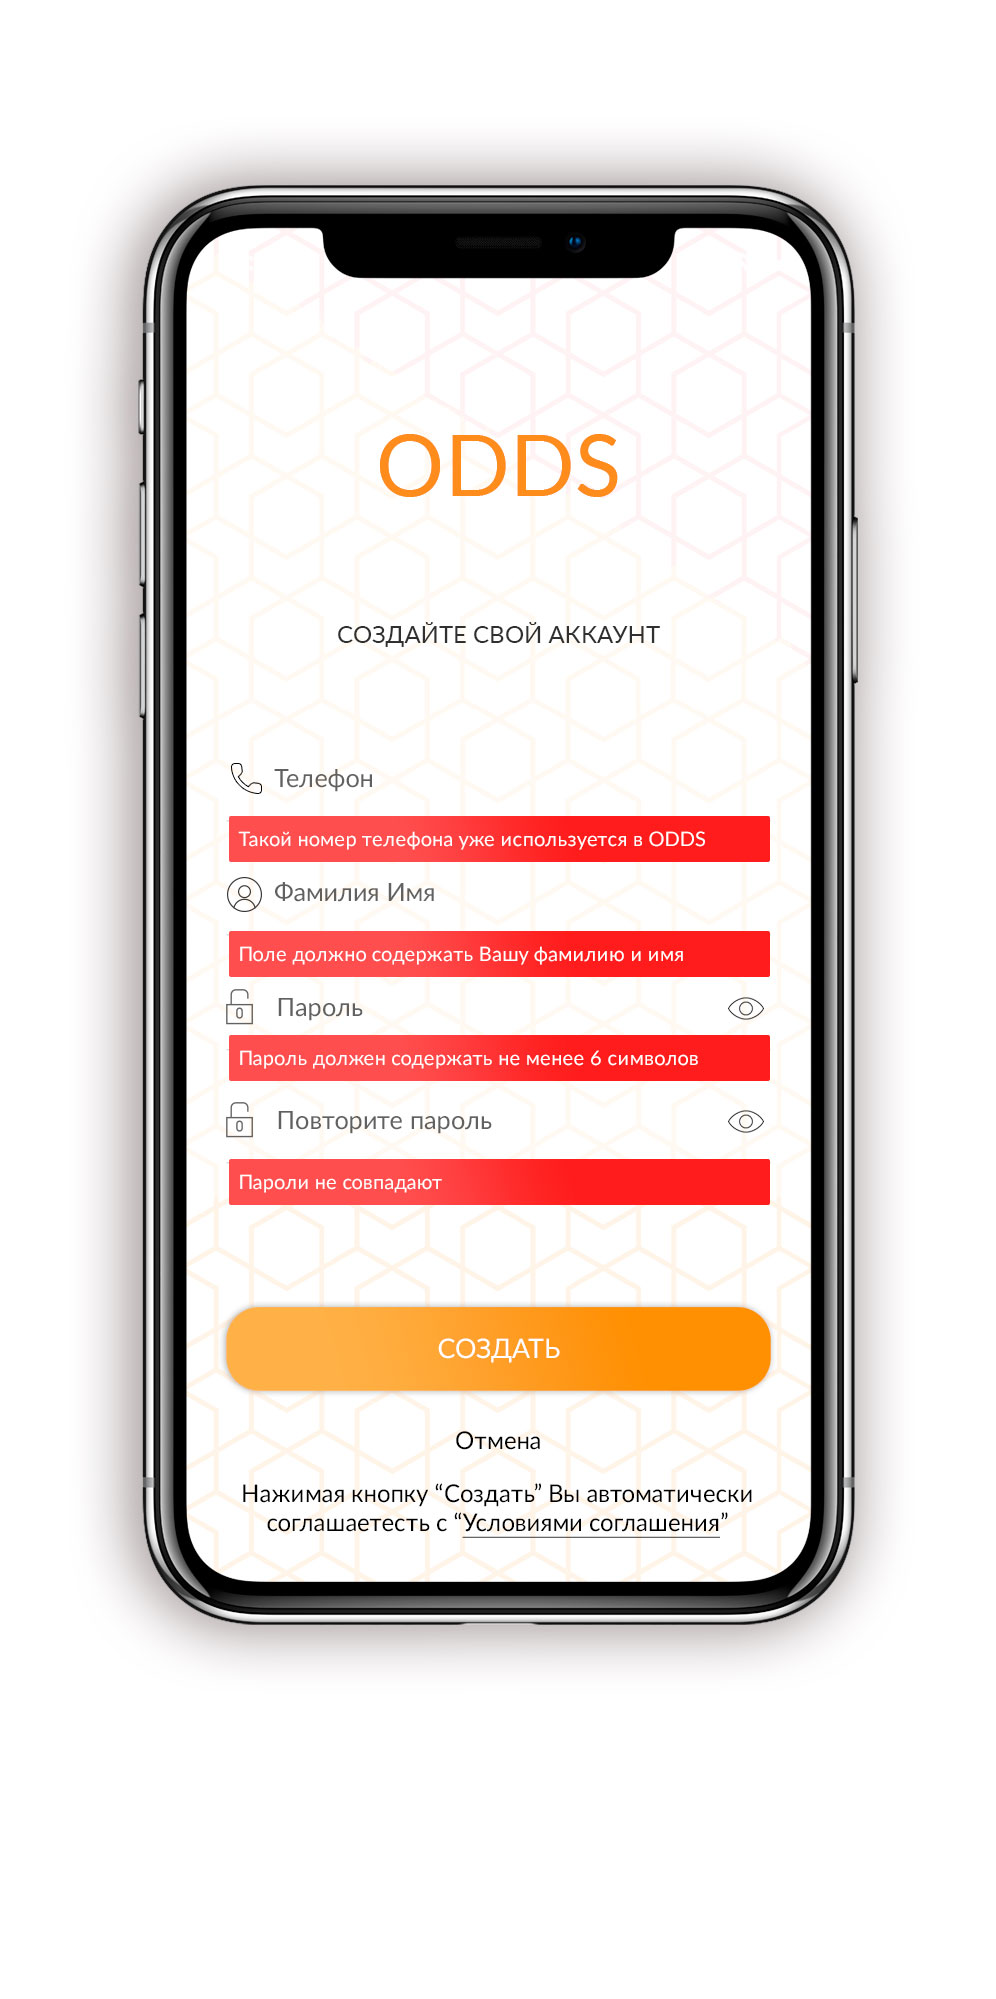 ODDS
СОЗДАЙТЕ СВОЙ АККАУНТ
Телефон
Такой номер телефона уже используется в ODDS
Фамилия Имя
Поле должно содержать Вашу фамилию и имя
Пароль
Пароль должен содержать не менее 6 символов
Повторите пароль
Пароли не совпадают
СОЗДАТЬ
Отмена
Нажимая кнопку “Создать” Вы автоматически
соглашаетесть с “Условиями соглашения”